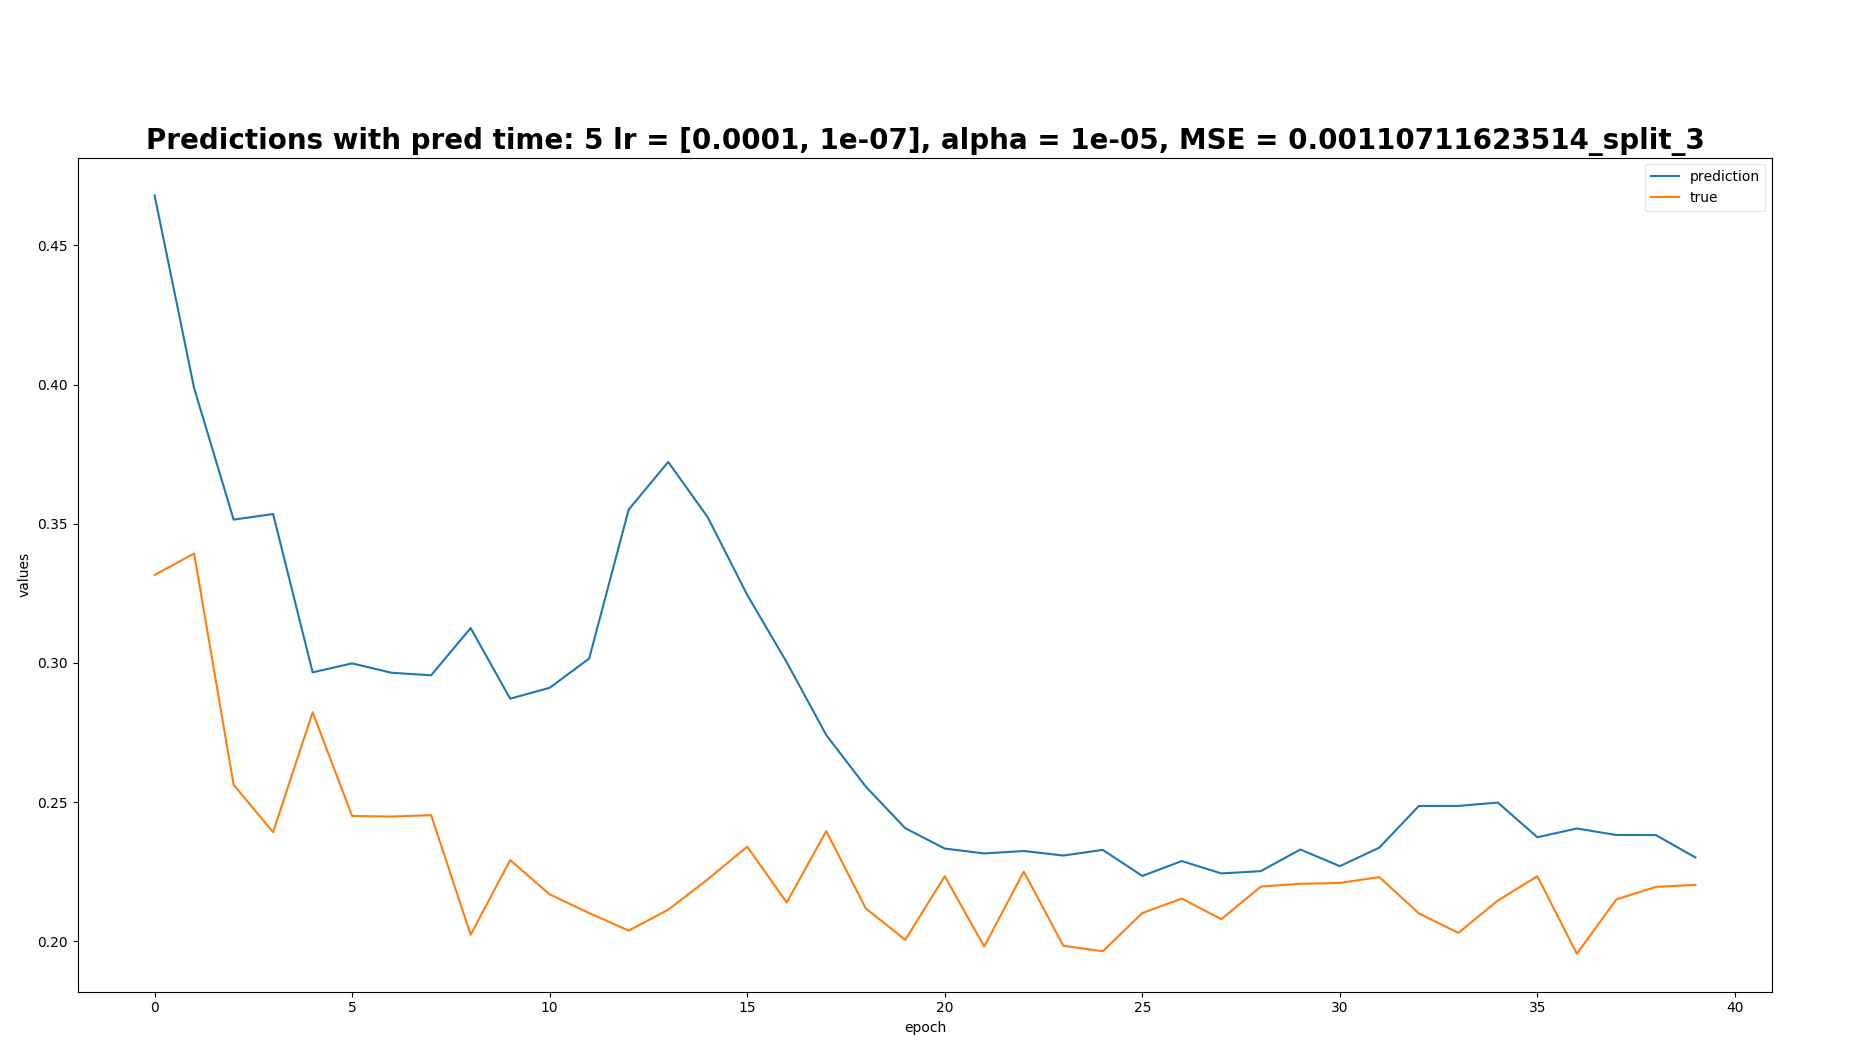 Predictions with pred time: 5 lr = [0.0001, 1e-07], alpha = 1e-05, MSE = 0.00110711623514_split_3
prediction
true
0.45
0.40
0.35
0.30
0.25
0.20
values
0 5 10 15 20 25 30 35 40
epoch